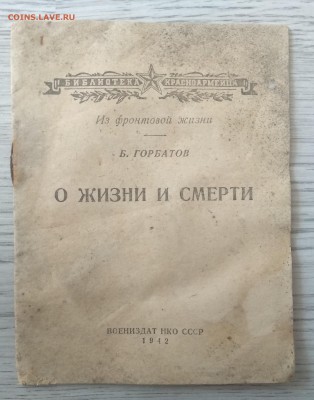 COINS.LAVE.RU
БИБЛИОТЕКА КРАСНОАРМЕЙЦА
Из фронтовой жизни
Б. ГОРБАТОВ
О ЖИЗНИ И СМЕРТИ
ВОЕНИЗДАТ НКО СССР
1942